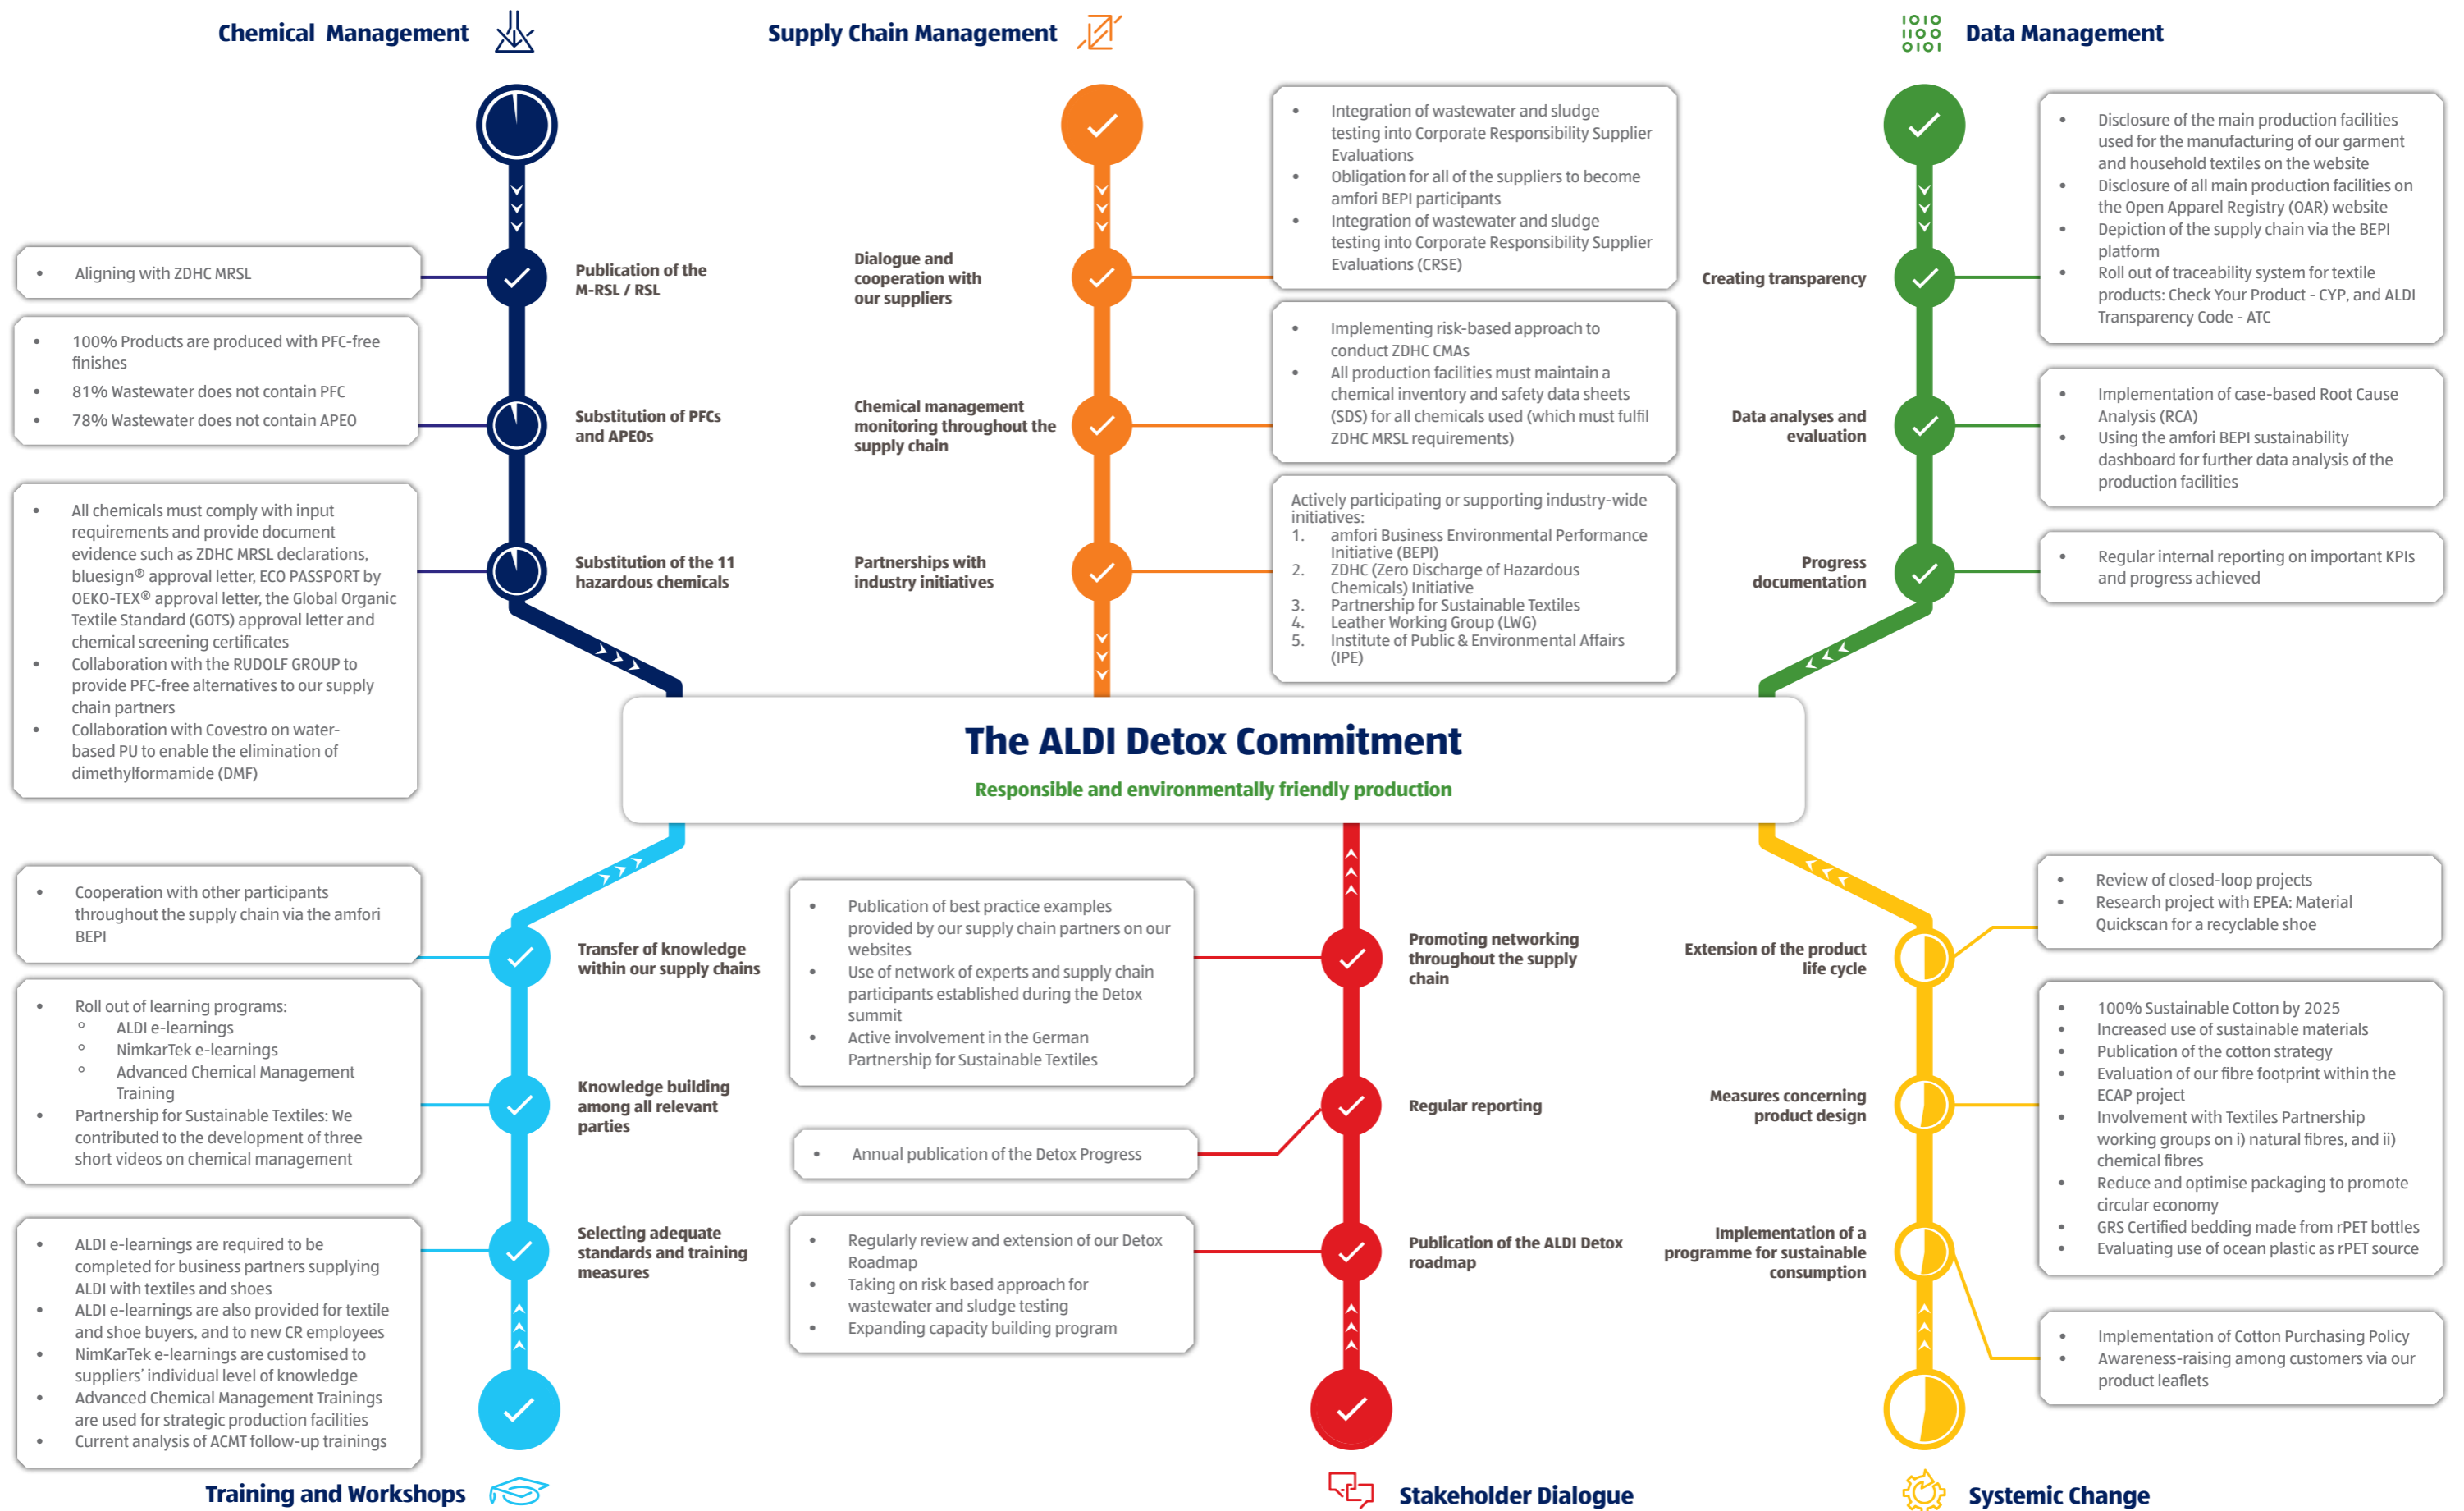 Chemical Management
Publication of the
M-RSL / RSL
• Aligning with ZDHC MRSL
Substitution of PFCs
and APEOs
• 100% Products are produced with PFC-free
finishes
• 81% Wastewater does not contain PFC
• 78% Wastewater does not contain APEO
Substitution of the 11
hazardous chemicals
• All chemicals must comply with input
requirements and provide document
evidence such as ZDHC MRSL declarations,
bluesign® approval letter, ECO PASSPORT by
OEKO-TEX® approval letter, the Global Organic
Textile Standard (GOTS) approval letter and
chemical screening certificates
• Collaboration with the RUDOLF GROUP to
provide PFC-free alternatives to our supply
chain partners
• Collaboration with Covestro on water-
based PU to enable the elimination of
dimethylformamide (DMF)
Supply Chain Management
Dialogue and
cooperation with
our suppliers
• Integration of wastewater and sludge
testing into Corporate Responsibility Supplier
Evaluations
• Obligation for all of the suppliers to become
amfori BEPI participants
• Integration of wastewater and sludge
testing into Corporate Responsibility Supplier
Evaluations (CRSE)
Chemical management
monitoring throughout the
supply chain
• Implementing risk-based approach to
conduct ZDHC CMAs
• All production facilities must maintain a
chemical inventory and safety data sheets
(SDS) for all chemicals used (which must fulfil
ZDHC MRSL requirements)
Partnerships with
industry initiatives
Actively participating or supporting industry-wide
initiatives:
1. amfori Business Environmental Performance
Initiative (BEPI)
2. ZDHC (Zero Discharge of Hazardous
Chemicals) Initiative
3. Partnership for Sustainable Textiles
4. Leather Working Group (LWG)
5. Institute of Public & Environmental Affairs
(IPE)
1010
1100
0101
Data Management
Creating transparency
• Disclosure of the main production facilities
used for the manufacturing of our garment
and household textiles on the website
• Disclosure of all main production facilities on
the Open Apparel Registry (OAR) website
• Depiction of the supply chain via the BEPI
platform
• Roll out of traceability system for textile
products: Check Your Product - CYP, and ALDI
Transparency Code - ATC
Data analyses and
evaluation
• Implementation of case-based Root Cause
Analysis (RCA)
• Using the amfori BEPI sustainability
dashboard for further data analysis of the
production facilities
Progress
documentation
• Regular internal reporting on important KPIs
and progress achieved
The ALDI Detox Commitment
Responsible and environmentally friendly production
• Cooperation with other participants
throughout the supply chain via the amfori
BEPI
Transfer of knowledge
within our supply chains
• Roll out of learning programs:
° ALDI e-learnings
° NimkarTek e-learnings
° Advanced Chemical Management
Training
• Partnership for Sustainable Textiles: We
contributed to the development of three
short videos on chemical management
Knowledge building
among all relevant
parties
• ALDI e-learnings are required to be
completed for business partners supplying
ALDI with textiles and shoes
• ALDI e-learnings are also provided for textile
and shoe buyers, and to new CR employees
• NimKarTek e-learnings are customised to
suppliers' individual level of knowledge
• Advanced Chemical Management Trainings
are used for strategic production facilities
• Current analysis of ACMT follow-up trainings
Selecting adequate
standards and training
measures
Training and Workshops
• Publication of best practice examples
provided by our supply chain partners on our
websites
• Use of network of experts and supply chain
participants established during the Detox
summit
• Active involvement in the German
Partnership for Sustainable Textiles
Promoting networking
throughout the supply
chain
• Annual publication of the Detox Progress
Regular reporting
• Regularly review and extension of our Detox
Roadmap
• Taking on risk based approach for
wastewater and sludge testing
• Expanding capacity building program
Publication of the ALDI Detox
roadmap
Stakeholder Dialogue
Extension of the product
life cycle
• Review of closed-loop projects
• Research project with EPEA: Material
Quickscan for a recyclable shoe
Measures concerning
product design
• 100% Sustainable Cotton by 2025
• Increased use of sustainable materials
• Publication of the cotton strategy
• Evaluation of our fibre footprint within the
ECAP project
• Involvement with Textiles Partnership
working groups on i) natural fibres, and ii)
chemical fibres
• Reduce and optimise packaging to promote
circular economy
• GRS Certified bedding made from rPET bottles
• Evaluating use of ocean plastic as rPET source
Implementation of a
programme for sustainable
consumption
• Implementation of Cotton Purchasing Policy
• Awareness-raising among customers via our
product leaflets
Systemic Change